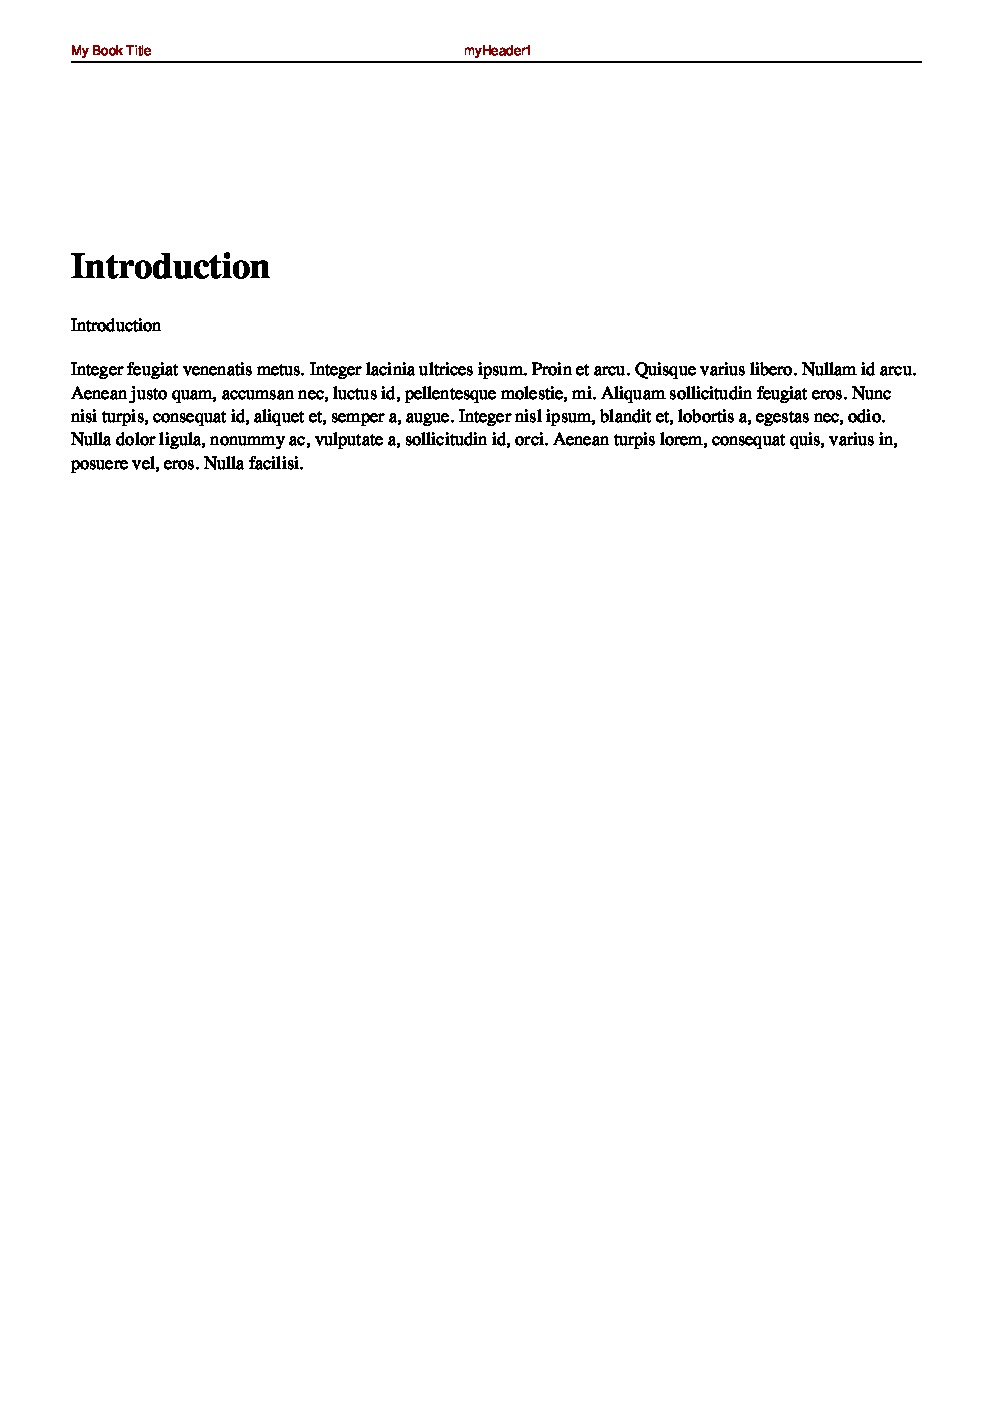 My Book Title myHeader1
Introduction
Introduction
Integer feugiat venenatis metus. Integer lacinia ultrices ipsum. Proin et arcu. Quisque varius libero. Nullam id arcu.
Aenean justo quam, accumsan nec, luctus id, pellentesque molestie, mi. Aliquam sollicitudin feugiat eros. Nunc
nisi turpis, consequat id, aliquet et, semper a, augue. Integer nisl ipsum, blandit et, lobortis a, egestas nec, odio.
Nulla dolor ligula, nonummy ac, vulputate a, sollicitudin id, orci. Aenean turpis lorem, consequat quis, varius in,
posuere vel, eros. Nulla facilisi.